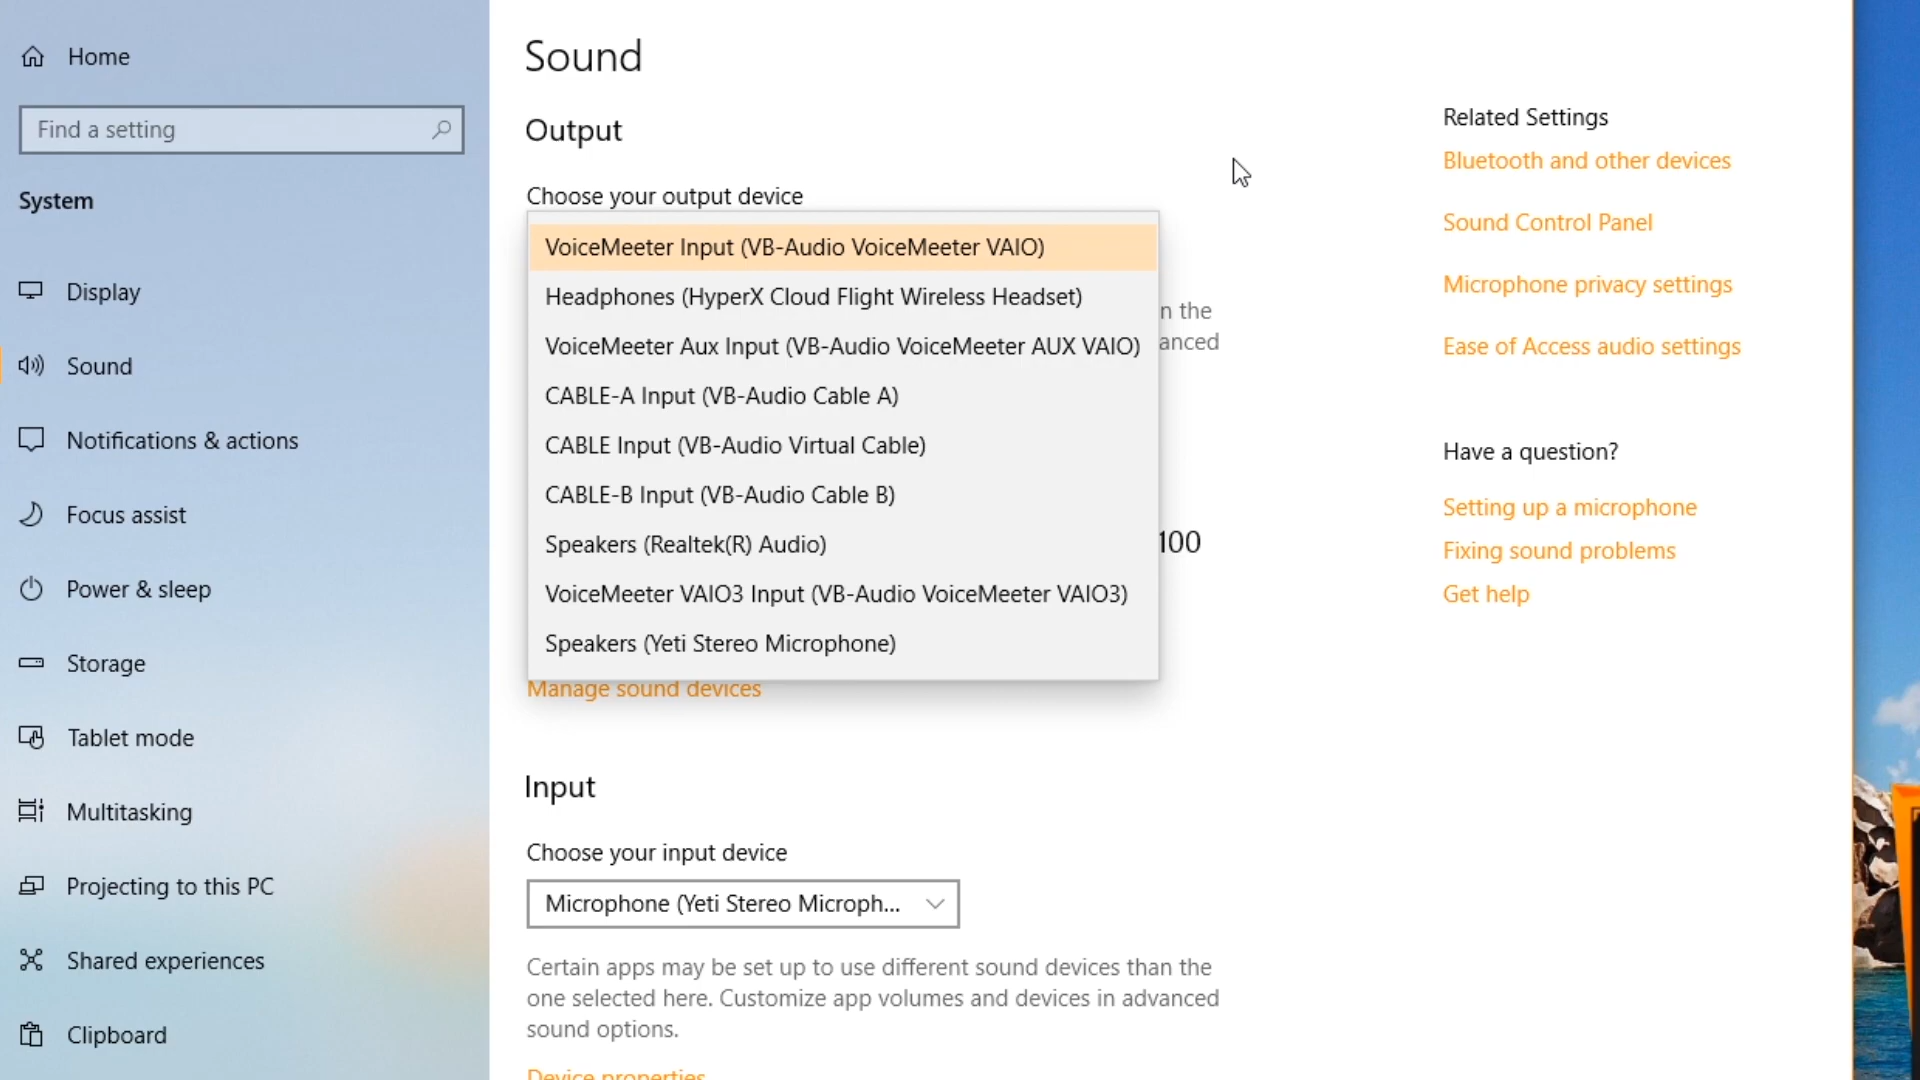 Home
Find a setting
System
Display
Sound
Notifications & actions
Focus assist
Power & sleep
Storage
Tablet mode
Multitasking
Projecting to this PC
Shared experiences
Clipboard
Sound
Output
Choose your output device
VoiceMeeter Input (VB-Audio VoiceMeeter VAIO)
Headphones (HyperX Cloud Flight Wireless Headset)
VoiceMeeter Aux Input (VB-Audio VoiceMeeter AUX VAIO)
CABLE-A Input (VB-Audio Cable A)
CABLE Input (VB-Audio Virtual Cable)
CABLE-B Input (VB-Audio Cable B)
Speakers (Realtek(R) Audio)
VoiceMeeter VAIO3 Input (VB-Audio VoiceMeeter VAIO3)
Speakers (Yeti Stereo Microphone)
n the
anced
100
Manage sound devices
Input
Choose your input device
Microphone (Yeti Stereo Microph...
Certain apps may be set up to use different sound devices than the
one selected here. Customize app volumes and devices in advanced
sound options.
Device properties
Related Settings
Bluetooth and other devices
Sound Control Panel
Microphone privacy settings
Ease of Access audio settings
Have a question?
Setting up a microphone
Fixing sound problems
Get help